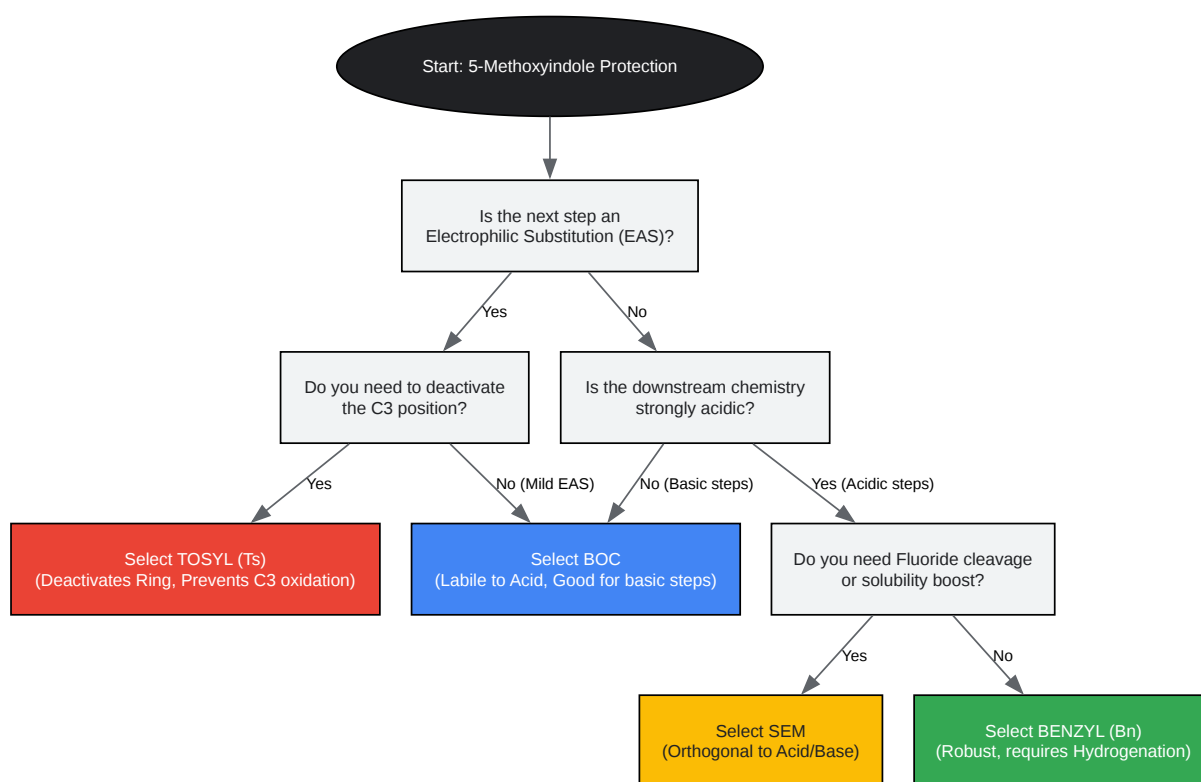 Start: 5-Methoxyindole Protection
Is the next step an
Electrophilic Substitution (EAS)?
Yes
No
Do you need to deactivate
the C3 position?
Is the downstream chemistry
strongly acidic?
Yes
No (Mild EAS)
No (Basic steps)
Yes (Acidic steps)
Select TOSYL (Ts)
(Deactivates Ring, Prevents C3 oxidation)
Select BOC
(Labile to Acid, Good for basic steps)
Do you need Fluoride cleavage
or solubility boost?
Yes
No
Select SEM
(Orthogonal to Acid/Base)
Select BENZYL (Bn)
(Robust, requires Hydrogenation)